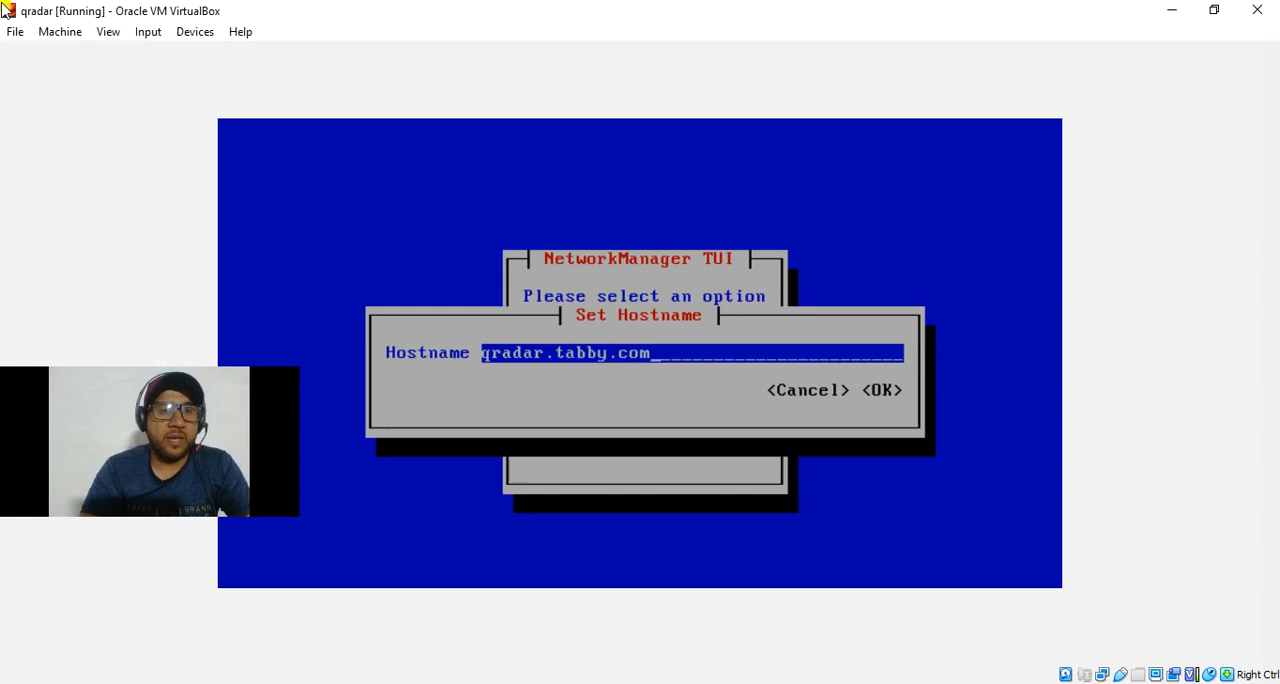 qradar [Running] - Oracle VM VirtualBox
File Machine View Input Devices Help
NetworkManager TUI
Please select an option
Set Hostname
Hostname qradar.tabby.com
<Cancel> <OK>
BRAND
Right Ctrl